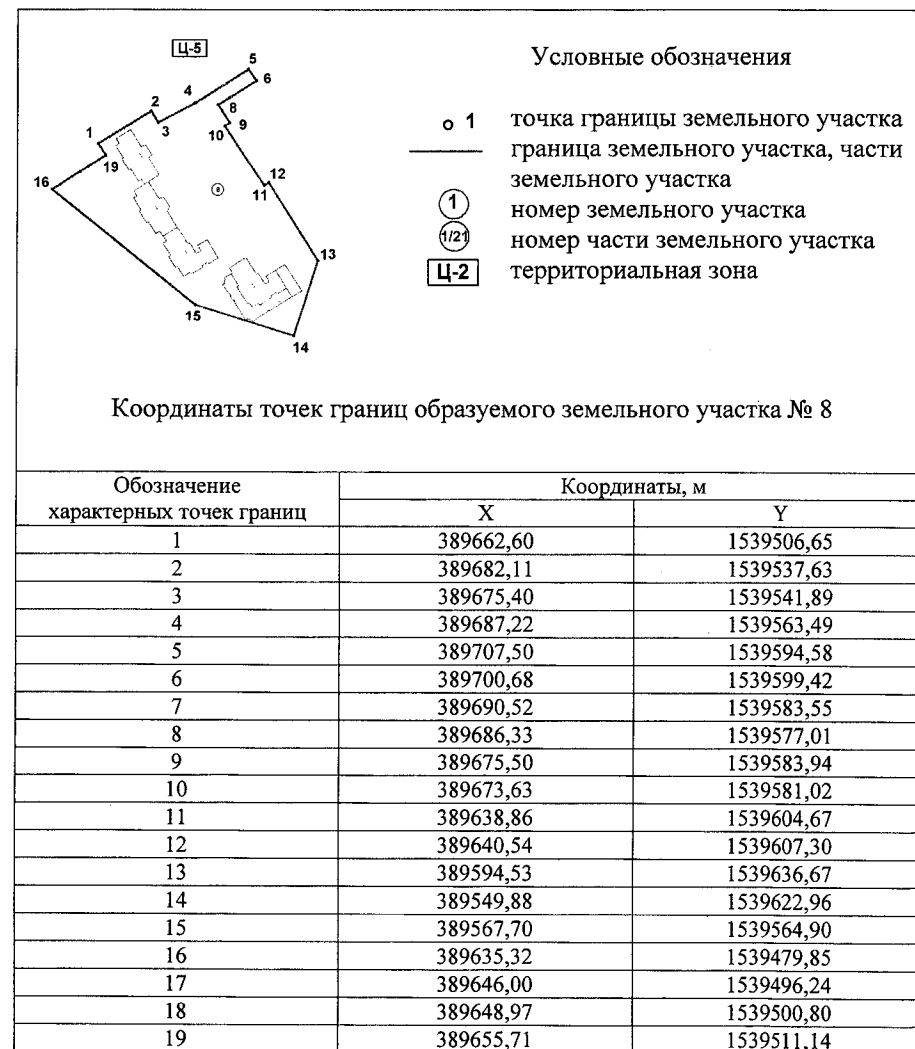 Ц-5
5
6
4
2
8
3
9
1
10
19
12
16
11
8
13
15
14
Условные обозначения
1 точка границы земельного участка
граница земельного участка, части
земельного участка
1 номер земельного участка
1/21 номер части земельного участка
Ц-2 территориальная зона
Координаты точек границ образуемого земельного участка № 8
Обозначение Координаты, м
характерных точек границ X Y
1 389662,60 1539506,65
2 389682,11 1539537,63
3 389675,40 1539541,89
4 389687,22 1539563,49
5 389707,50 1539594,58
6 389700,68 1539599,42
7 389690,52 1539583,55
8 389686,33 1539577,01
9 389675,50 1539583,94
10 389673,63 1539581,02
11 389638,86 1539604,67
12 389640,54 1539607,30
13 389594,53 1539636,67
14 389549,88 1539622,96
15 389567,70 1539564,90
16 389635,32 1539479,85
17 389646,00 1539496,24
18 389648,97 1539500,80
19 389655,71 1539511,14